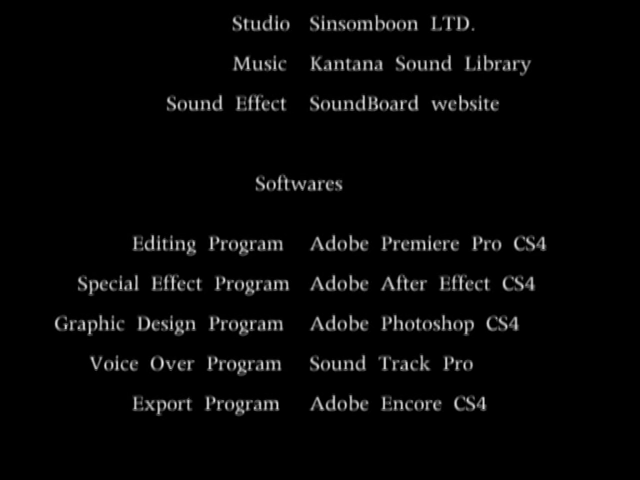 Studio Sinsomboon LTD.
Music Kantana Sound Library
Sound Effect SoundBoard website
Softwares
Editing Program Adobe Premiere Pro CS4
Special Effect Program Adobe After Effect CS4
Graphic Design Program Adobe Photoshop CS4
Voice Over Program Sound Track Pro
Export Program Adobe Encore CS4